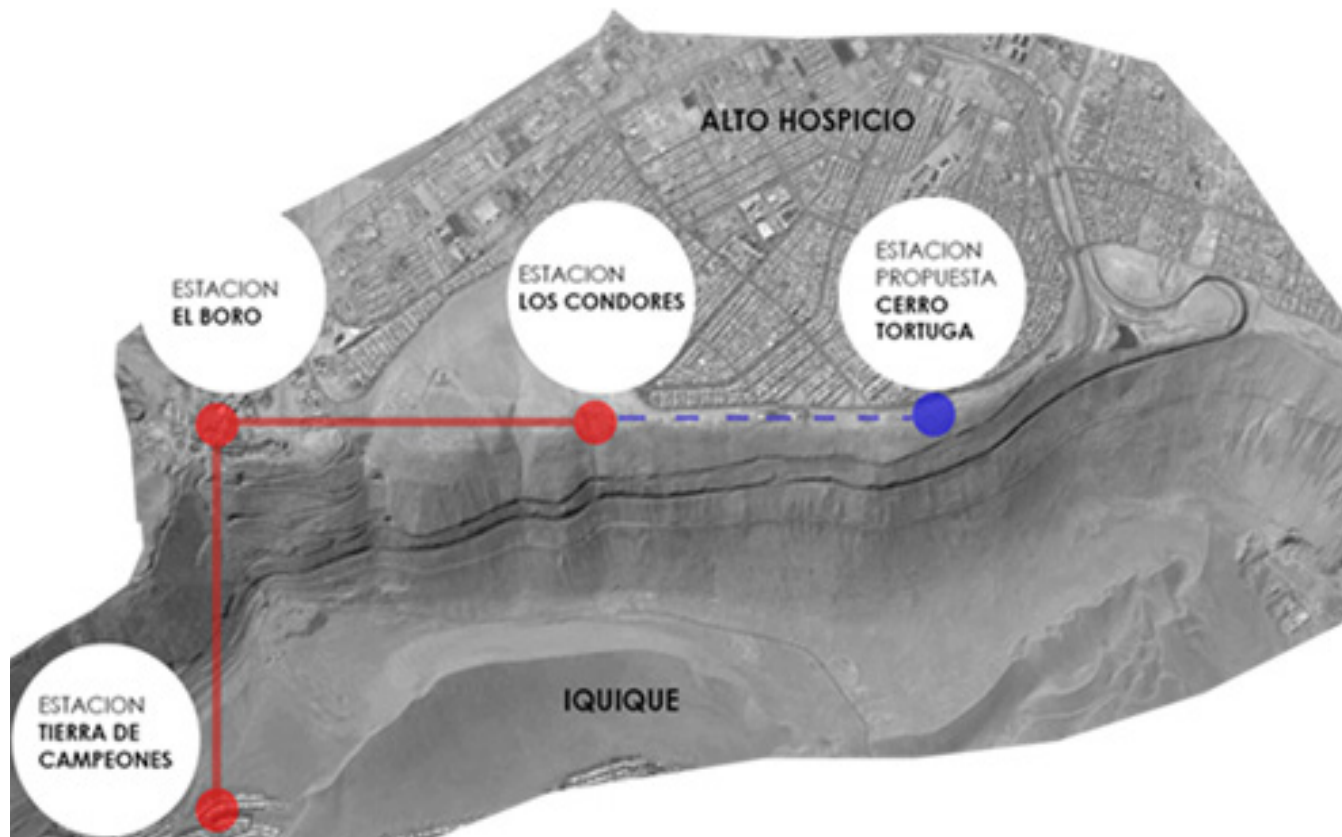 ALTO HOSPICIO
ESTACION
EL BORO
ESTACION
LOS CONDORES
ESTACION
PROPUESTA
CERRO
TORTUGA
ESTACION
TIERRA DE
CAMPEONES
IQUIQUE